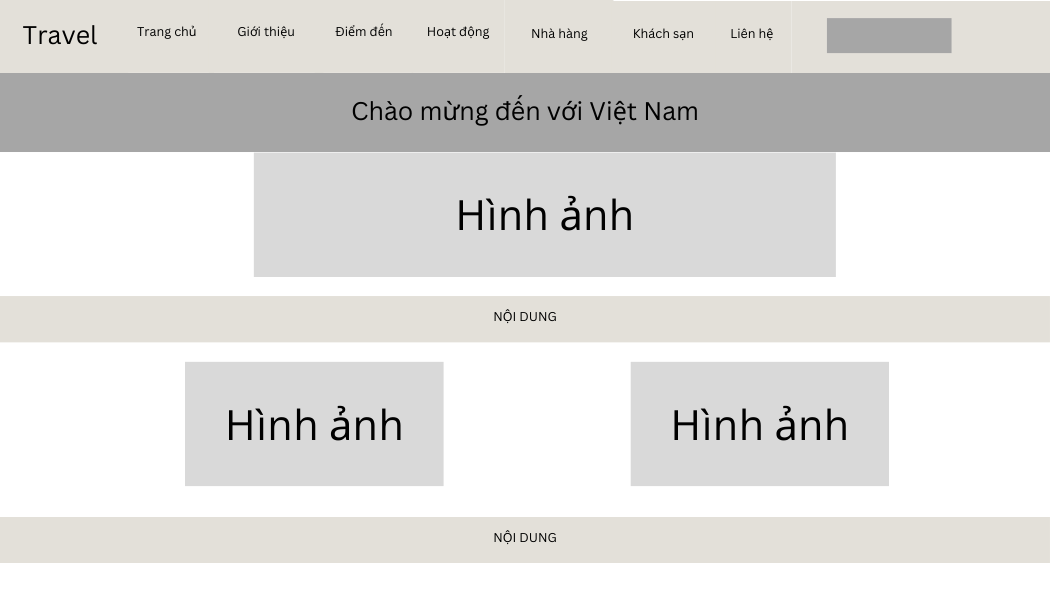 Travel Trang chủ Giới thiệu Điểm đến Hoạt động Nhà hàng Khách sạn Liên hệ
Chào mừng đến với Việt Nam
Hình ảnh
NỘI DUNG
Hình ảnh Hình ảnh
NỘI DUNG